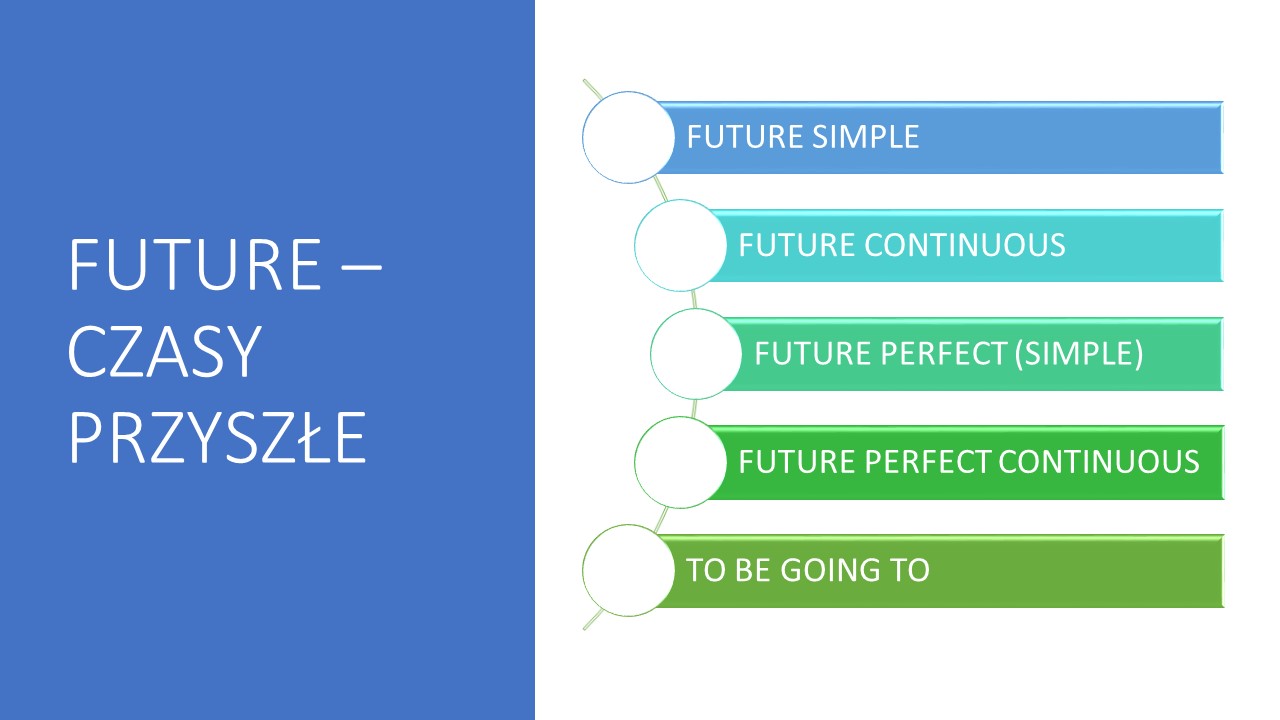 FUTURE –
CZASY
PRZYSZŁE
FUTURE SIMPLE
FUTURE CONTINUOUS
FUTURE PERFECT (SIMPLE)
FUTURE PERFECT CONTINUOUS
TO BE GOING TO